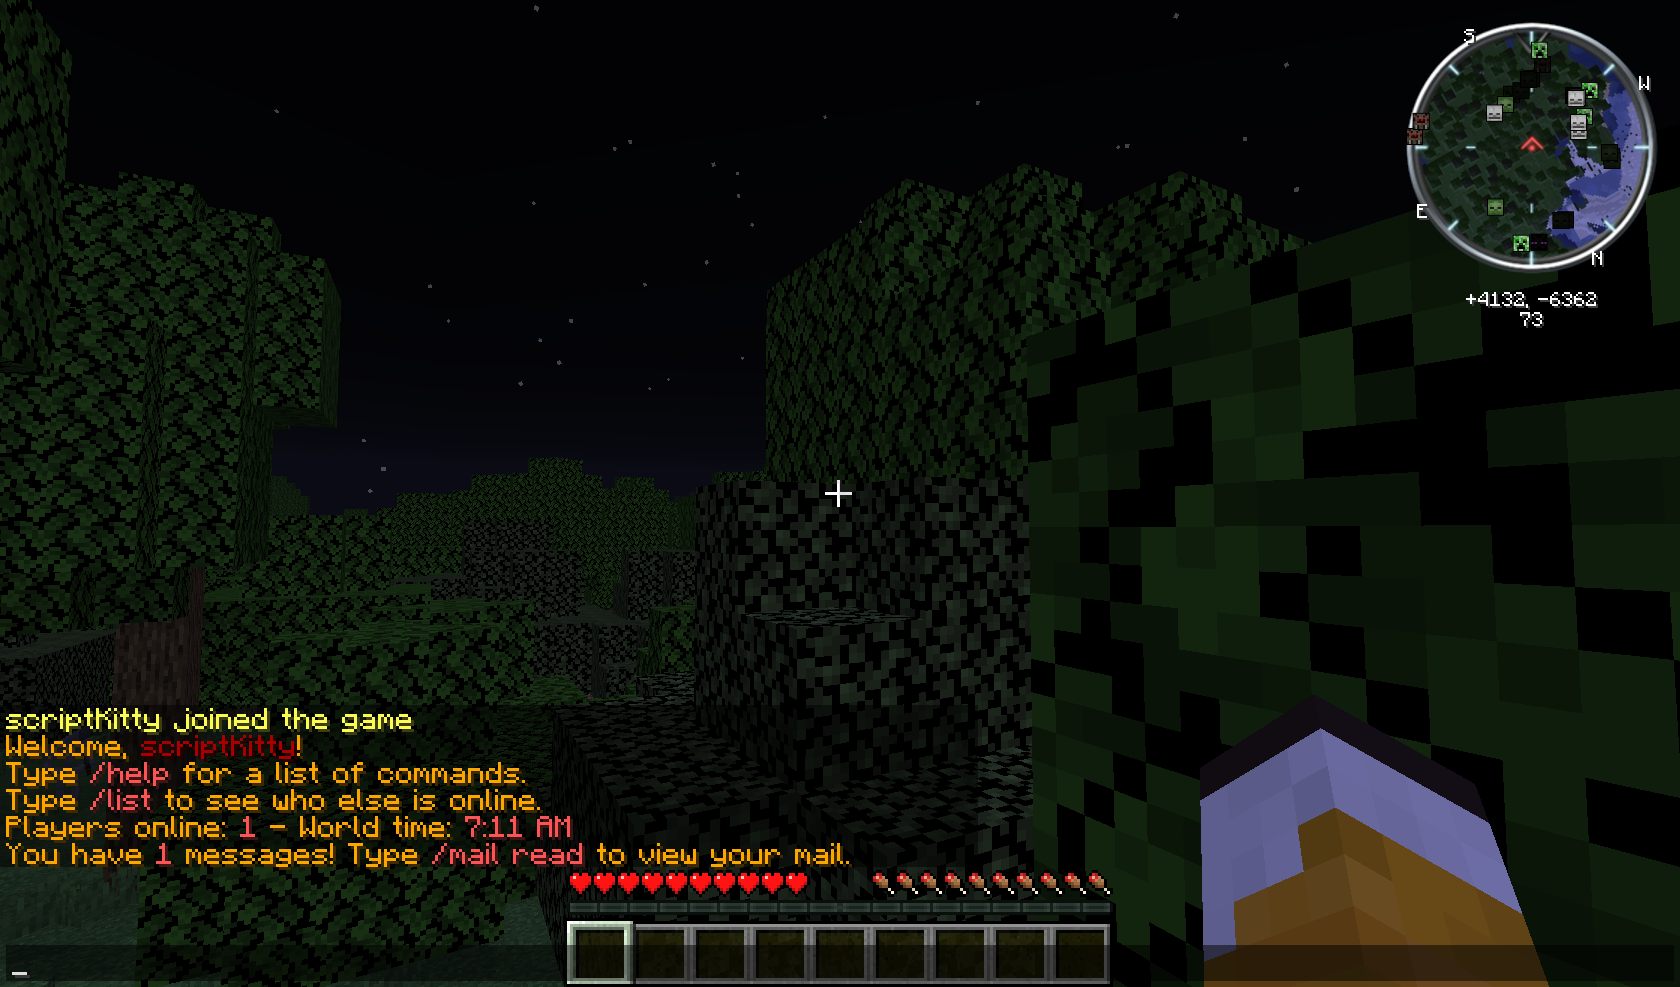 S
W
E
N
+4132, -6362
73
scriptKitty joined the game
Welcome, scriptKitty!
Type /help for a list of commands.
Type /list to see who else is online.
Players online: 1 - World time: 7:11 AM
You have 1 messages! Type /mail read to view your mail.
_